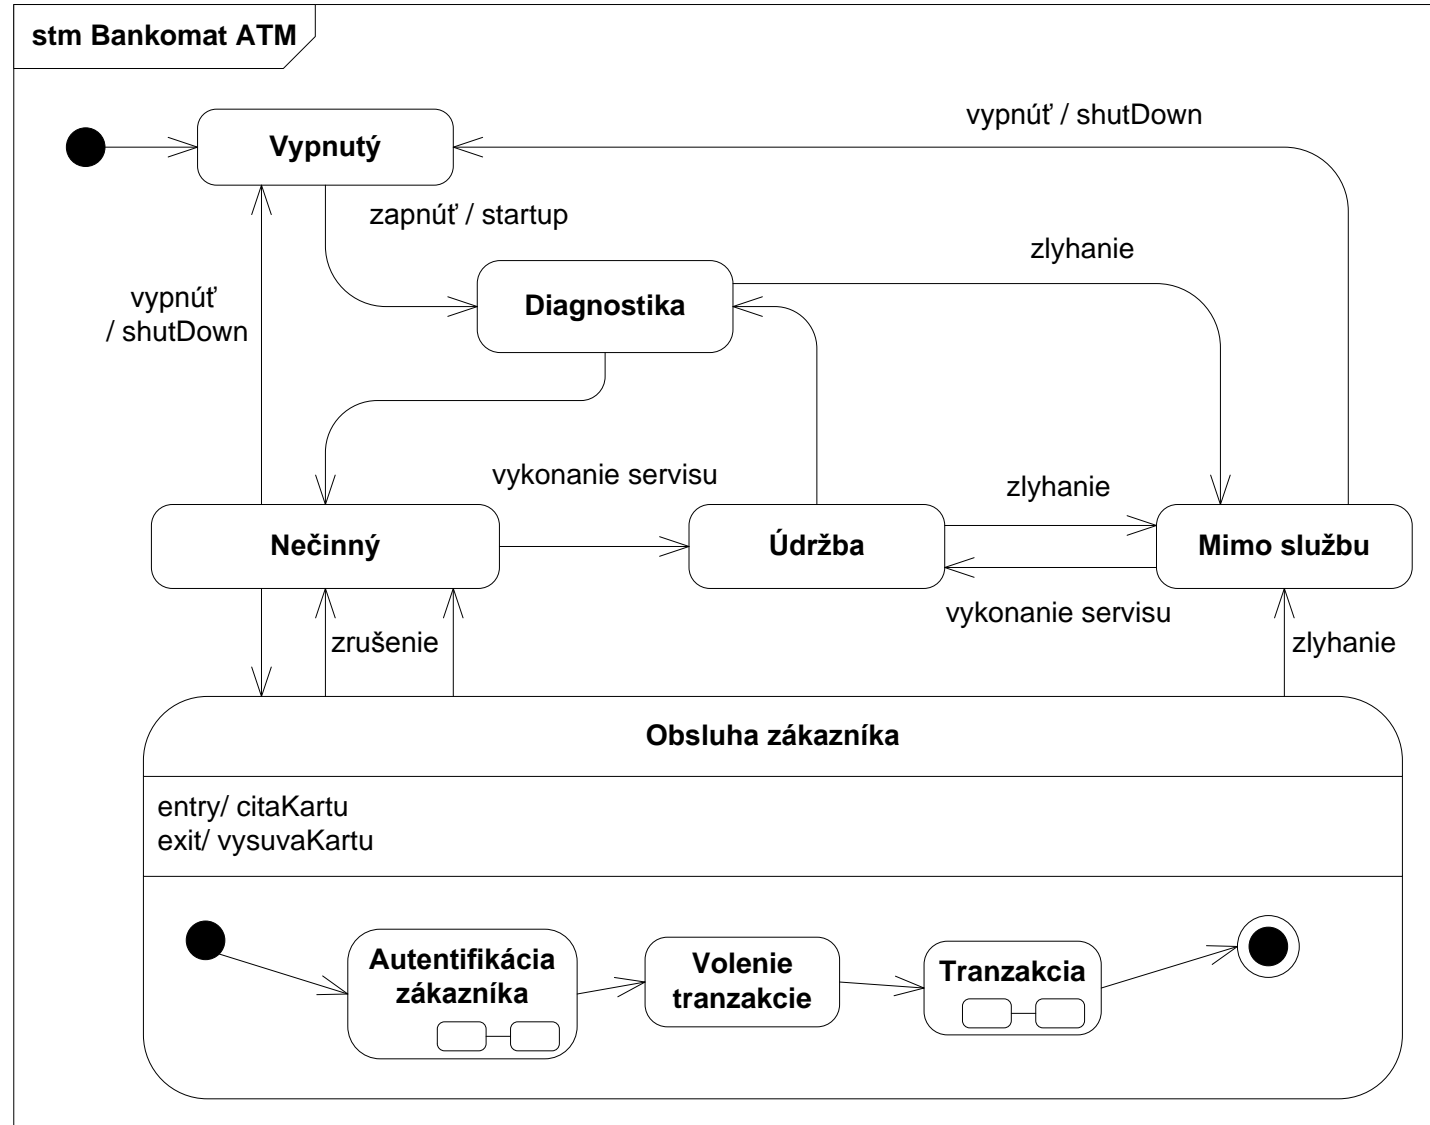 stm Bankomat ATM
vypnúť / shutDown
Vypnutý
zapnúť / startup
zlyhanie
vypnúť
/ shutDown
Diagnostika
vykonanie servisu
zlyhanie
Nečinný
Údržba
Mimo službu
vykonanie servisu
zrušenie
zlyhanie
Obsluha zákazníka
entry/ citaKartu
exit/ vysuvaKartu
Autentifikácia
zákazníka
Volenie
tranzakcie
Tranzakcia